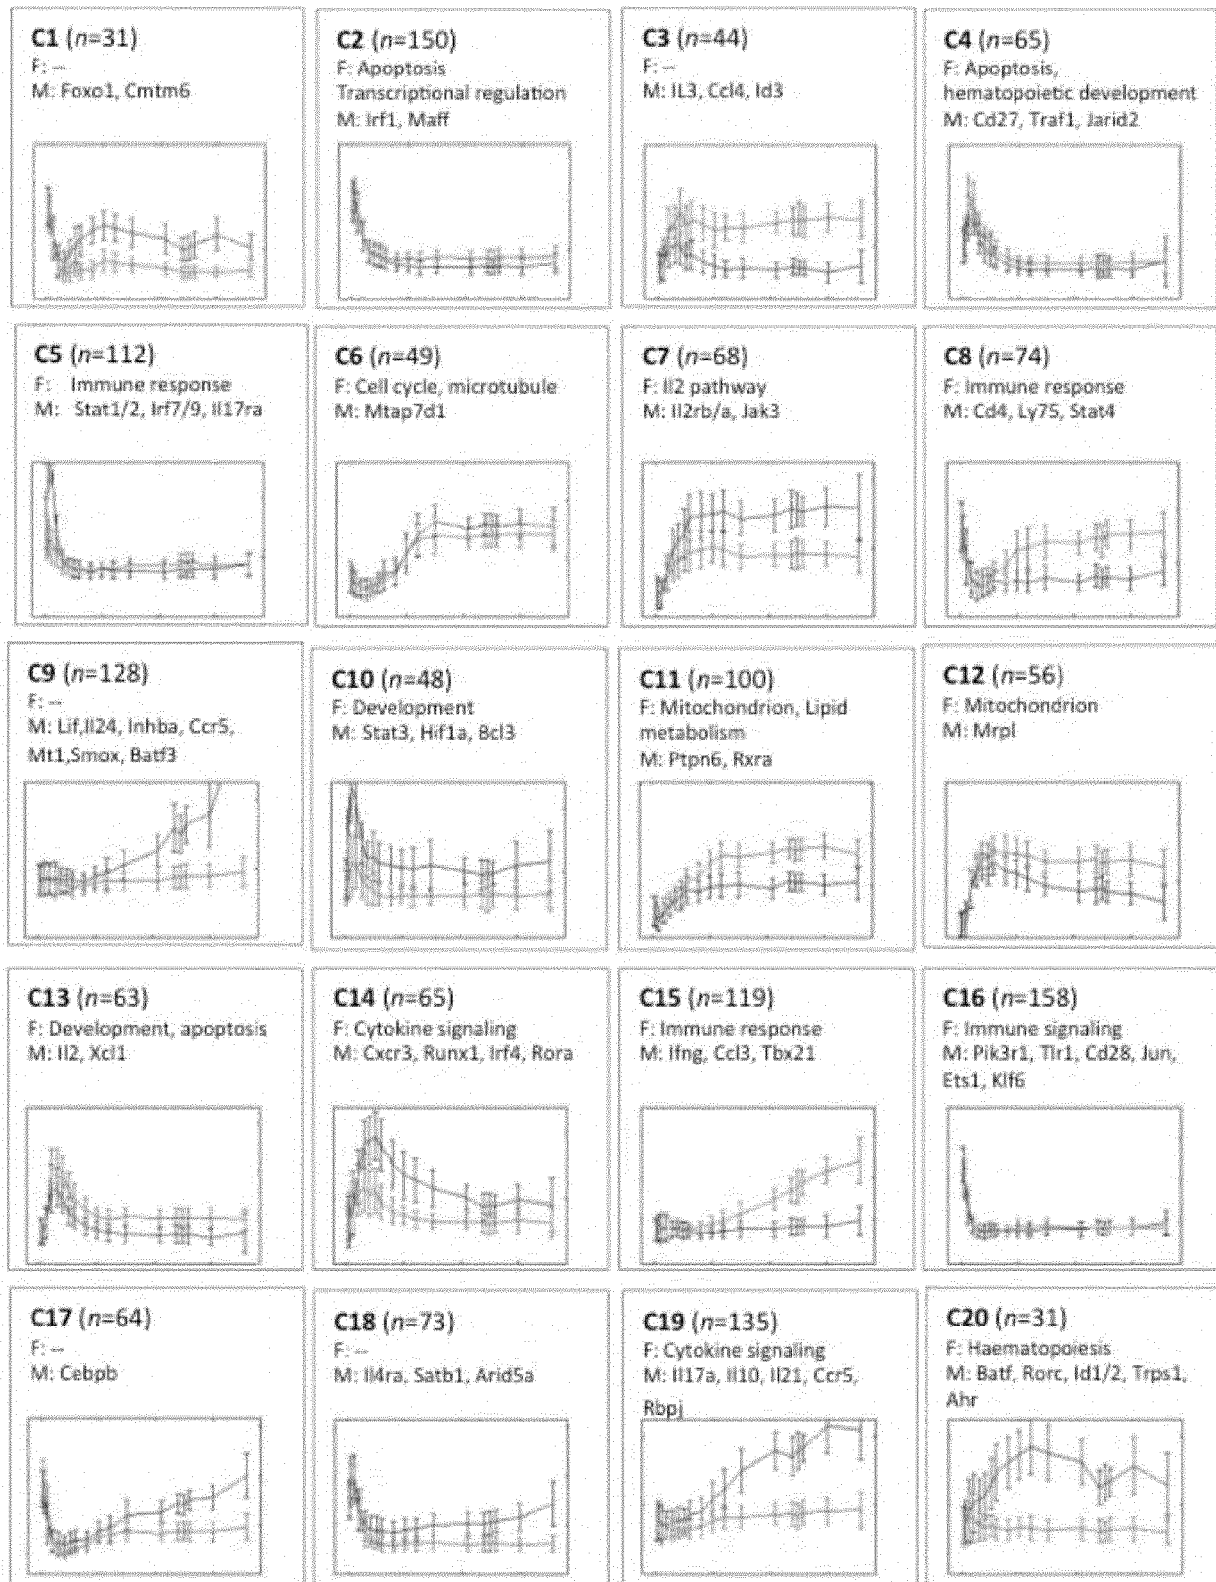 C1 (n=31)
F: --
M: Foxo1, Cmtm6
C2 (n=150)
F: Apoptosis
Transcriptional regulation
M: Irf1, Maff
C3 (n=44)
F: --
M: IL3, Ccl4, Id3
C4 (n=65)
F: Apoptosis,
hematopoietic development
M: Cd27, Traf1, Jarid2
C5 (n=112)
F: Immune response
M: Stat1/2, Irf7/9, Il17ra
C6 (n=49)
F: Cell cycle, microtubule
M: Mtap7d1
C7 (n=68)
F: Il2 pathway
M: Il2rb/a, Jak3
C8 (n=74)
F: Immune response
M: Cd4, Ly75, Stat4
C9 (n=128)
F: --
M: Lif,Il24, Inhba, Ccr5,
Mt1,Smox, Batf3
C10 (n=48)
F: Development
M: Stat3, Hif1a, Bcl3
C11 (n=100)
F: Mitochondrion, Lipid
metabolism
M: Ptpn6, Rxra
C12 (n=56)
F: Mitochondrion
M: Mrpl
C13 (n=63)
F: Development, apoptosis
M: Il2, Xcl1
C14 (n=65)
F: Cytokine signaling
M: Cxcr3, Runx1, Irf4, Rora
C15 (n=119)
F: Immune response
M: Ifng, Ccl3, Tbx21
C16 (n=158)
F: Immune signaling
M: Pik3r1, Tlr1, Cd28, Jun,
Ets1, Klf6
C17 (n=64)
F: --
M: Cebpb
C18 (n=73)
F: --
M: Il4ra, Satb1, Arid5a
C19 (n=135)
F: Cytokine signaling
M: Il17a, Il10, Il21, Ccr5,
Rbpj
C20 (n=31)
F: Haematopoiesis
M: Batf, Rorc, Id1/2, Trps1,
Ahr